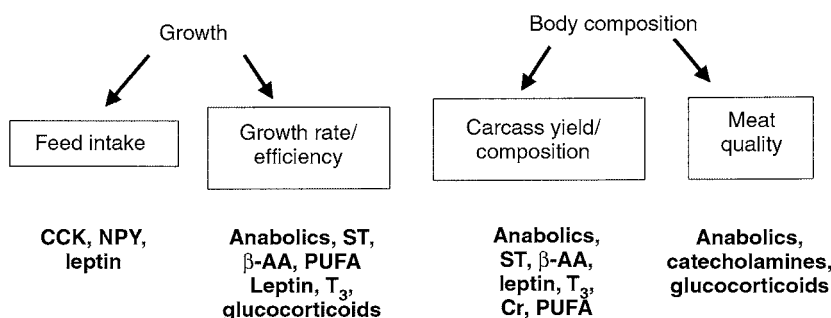 Growth
Body composition
Feed intake
Growth rate/
efficiency
Carcass yield/
composition
Meat
quality
CCK, NPY,
leptin
Anabolics, ST,
β-AA, PUFA
Leptin, T₃,
glucocorticoids
Anabolics,
ST, β-AA,
leptin, T₃,
Cr, PUFA
Anabolics,
catecholamines,
glucocorticoids